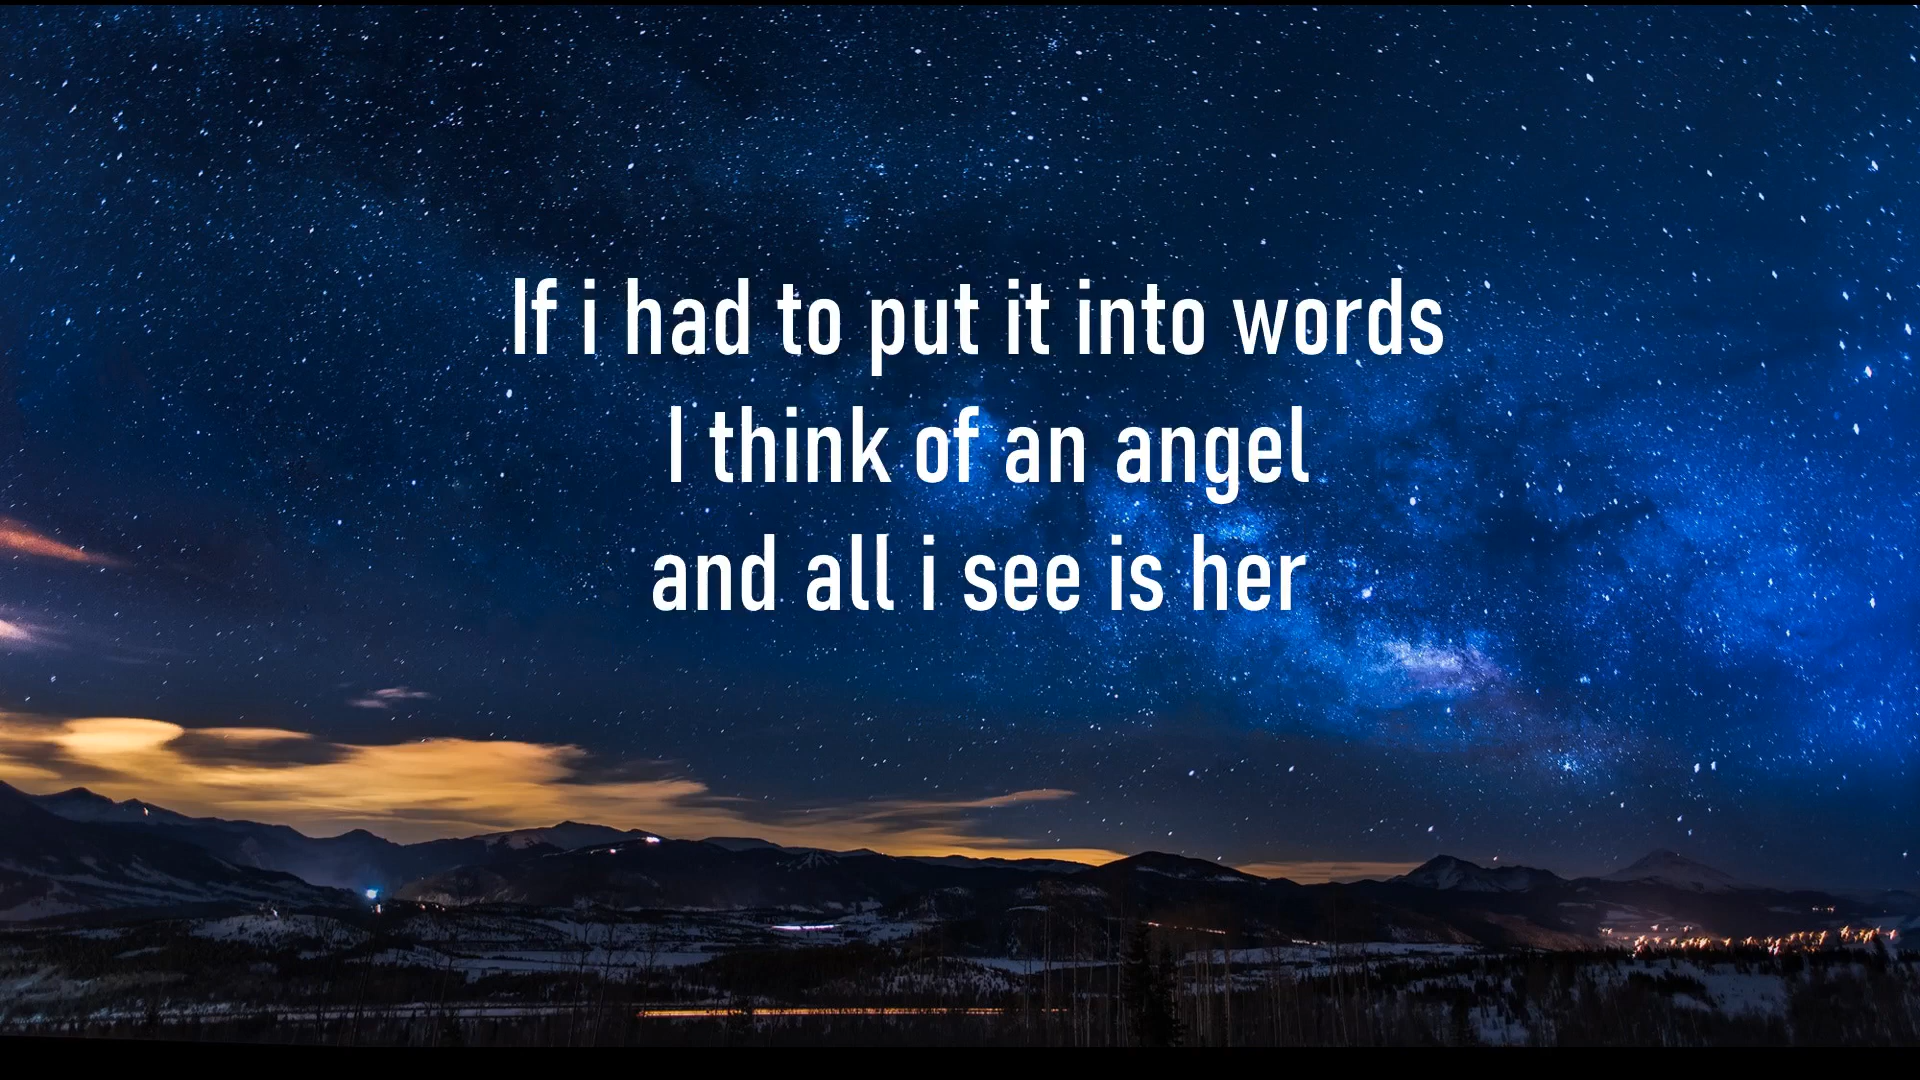 If i had to put it into words
I think of an angel
and all i see is her